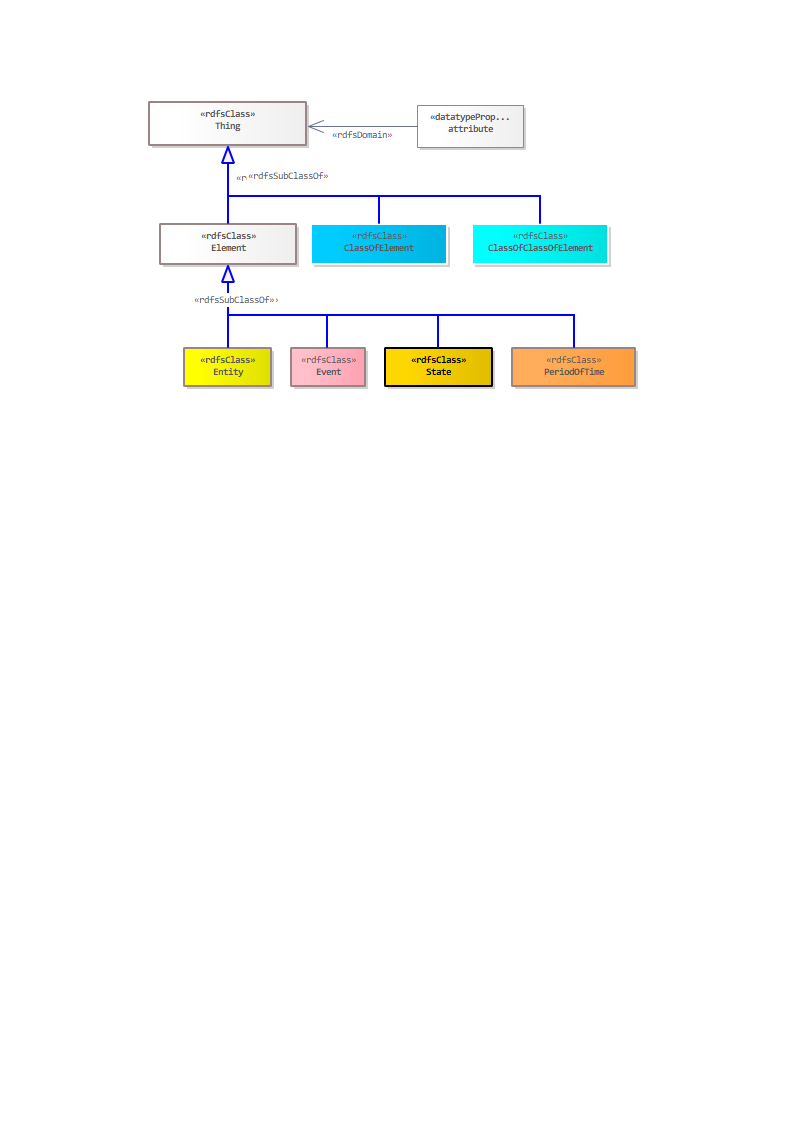 «rdfsClass»
Thing
«datatypeProp...
attribute
«rdfsDomain»
«r «rdfsSubClassOf»
«rdfsClass»
Element
«rdfsClass»
ClassOfElement
«rdfsClass»
ClassOfClassOfElement
«rdfsSubClassOf»
«rdfsClass»
Entity
«rdfsClass»
Event
«rdfsClass»
State
«rdfsClass»
PeriodOfTime